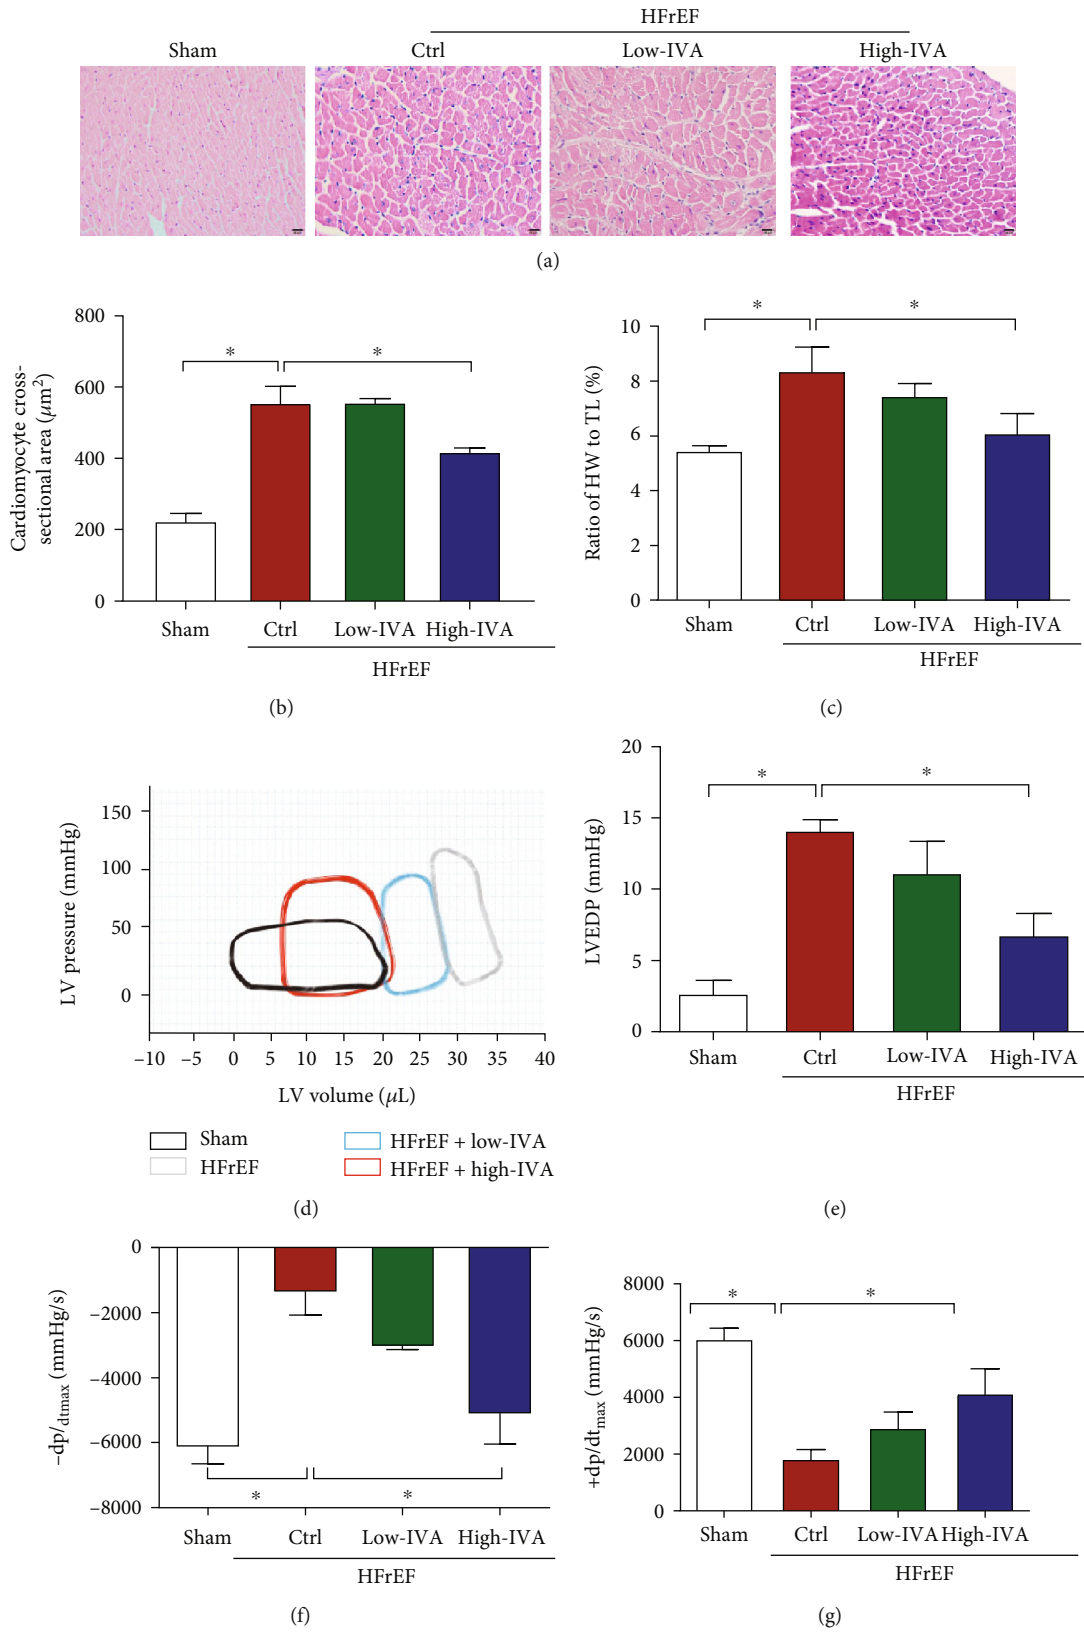 HFrEF
Sham
Ctrl
Low-IVA
High-IVA
(a)
Cardiomyocyte cross-
sectional area (μm²)
800
600
400
200
0
*
*
Sham
Ctrl
Low-IVA
High-IVA
HFrEF
(b)
Ratio of HW to TL (%)
10
8
6
4
2
0
*
*
Sham
Ctrl
Low-IVA
High-IVA
HFrEF
(c)
LV pressure (mmHg)
150
100
50
0
−10
−5
0
5
10
15
20
25
30
35
40
LV volume (μL)
Sham
HFrEF
HFrEF + low-IVA
HFrEF + high-IVA
(d)
LVEDP (mmHg)
20
15
10
5
0
*
*
Sham
Ctrl
Low-IVA
High-IVA
HFrEF
(e)
−dp/dtmax (mmHg/s)
0
−2000
−4000
−6000
−8000
*
*
Sham
Ctrl
Low-IVA
High-IVA
HFrEF
(f)
+dp/dtmax (mmHg/s)
8000
6000
4000
2000
0
*
*
Sham
Ctrl
Low-IVA
High-IVA
HFrEF
(g)